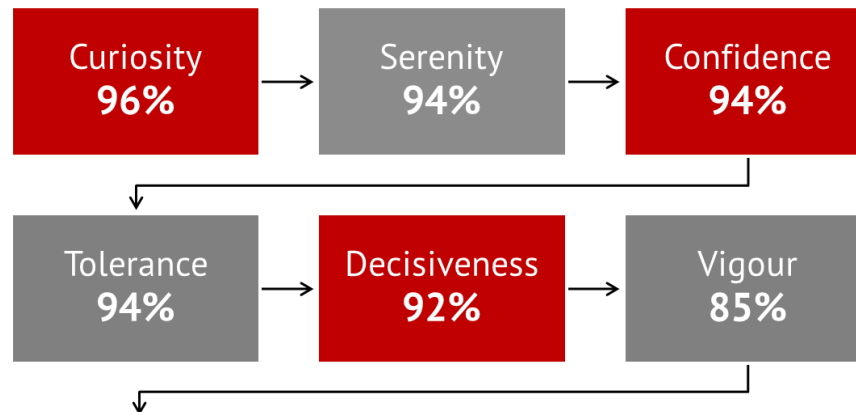 Curiosity
96%
Serenity
94%
Confidence
94%
Tolerance
94%
Decisiveness
92%
Vigour
85%